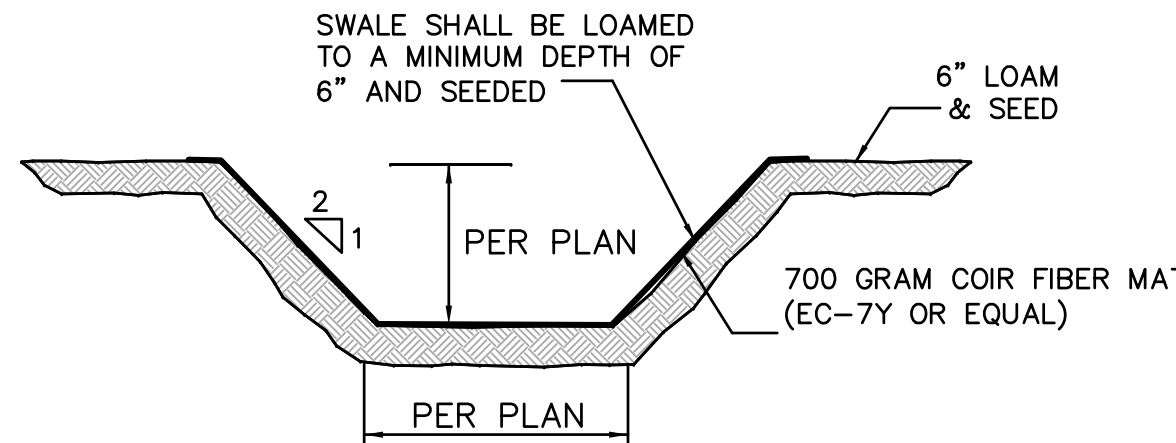 SWALE SHALL BE LOAMED
TO A MINIMUM DEPTH OF
6” AND SEEDED
6” LOAM
& SEED
2
1
PER PLAN
700 GRAM COIR FIBER MAT
(EC-7Y OR EQUAL)
PER PLAN